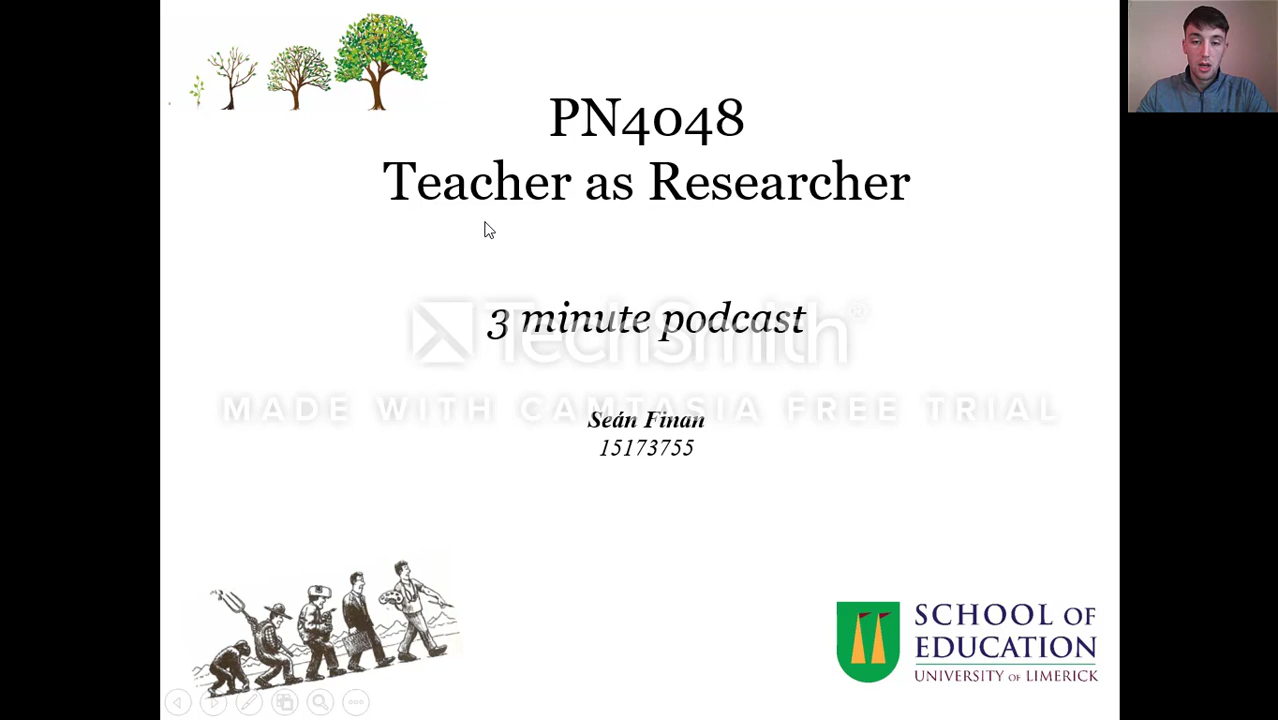 PN4048
Teacher as Researcher
3 minute podcast
TechSmith®
MADE WITH CAMTASIA FREE TRIAL
Seán Finan
15173755
SCHOOL OF
EDUCATION
UNIVERSITY OF LIMERICK